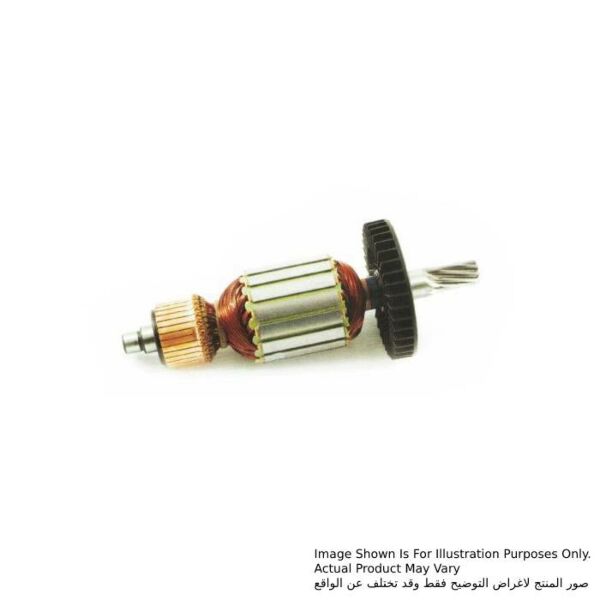 Image Shown Is For Illustration Purposes Only.
Actual Product May Vary
صور المنتج لاغراض التوضيح فقط وقد تختلف عن الواقع